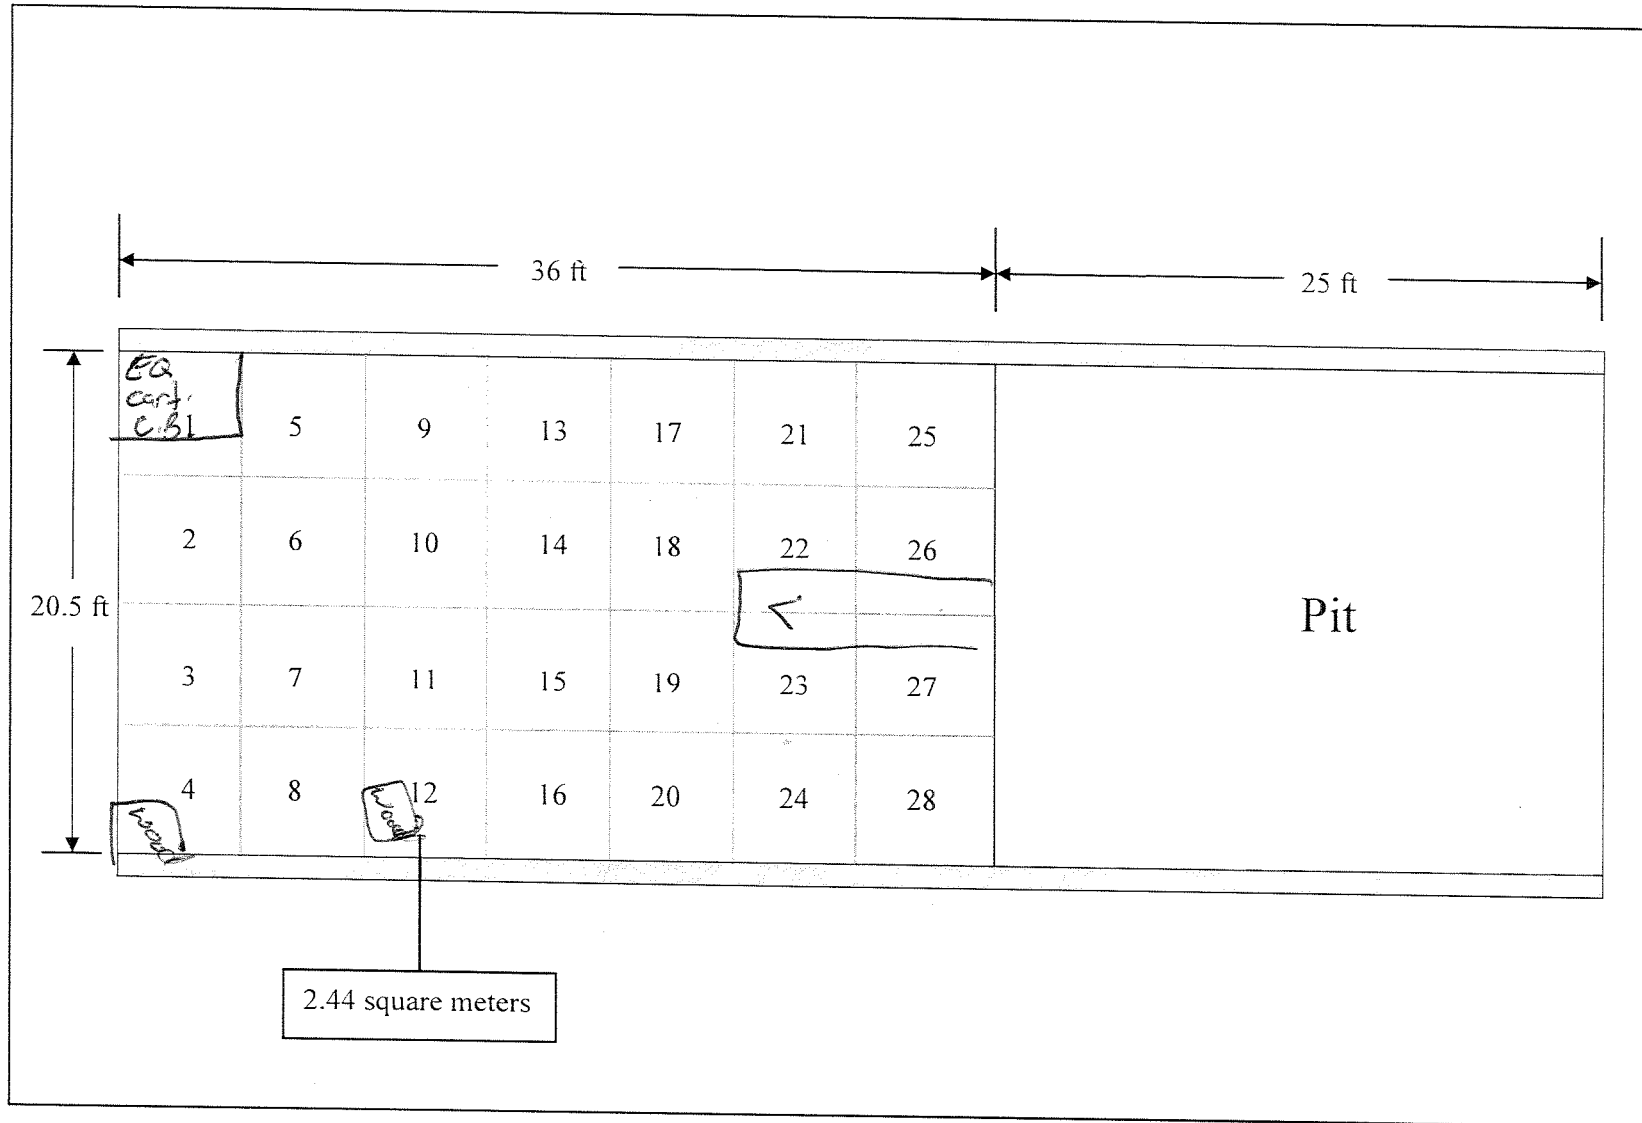 36 ft
25 ft
EQ
cart.
C.B1 5 9 13 17 21 25
2 6 10 14 18 22 26
20.5 ft
<
Pit
3 7 11 15 19 23 27
4 8 12 16 20 24 28
Wood
Wood
2.44 square meters